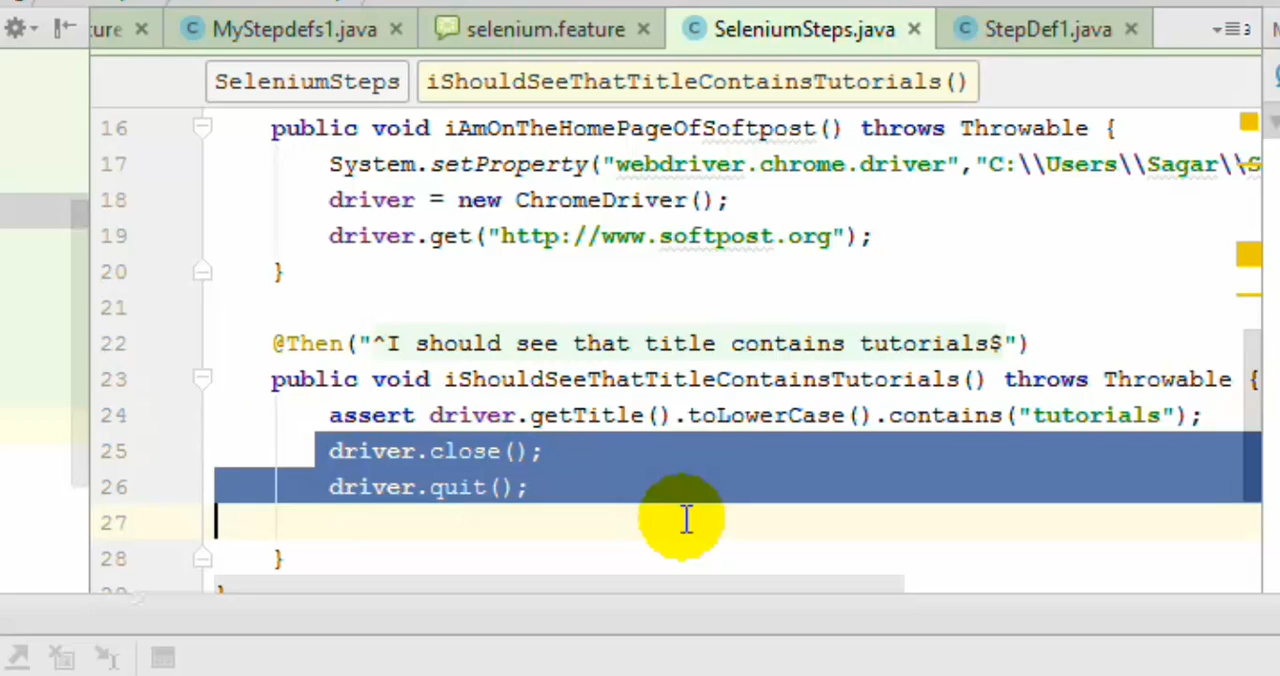 ure MyStepdefs1.java selenium.feature SeleniumSteps.java StepDef1.java 3
SeleniumSteps iShouldSeeThatTitleContainsTutorials()
16 public void iAmOnTheHomePageOfSoftpost() throws Throwable {
17 System.setProperty("webdriver.chrome.driver","C:\\Users\\Sagar\\S
18 driver = new ChromeDriver();
19 driver.get("http://www.softpost.org");
20 }
21
22 @Then("^I should see that title contains tutorials$")
23 public void iShouldSeeThatTitleContainsTutorials() throws Throwable {
24 assert driver.getTitle().toLowerCase().contains("tutorials");
25 driver.close();
26 driver.quit();
27
28 }